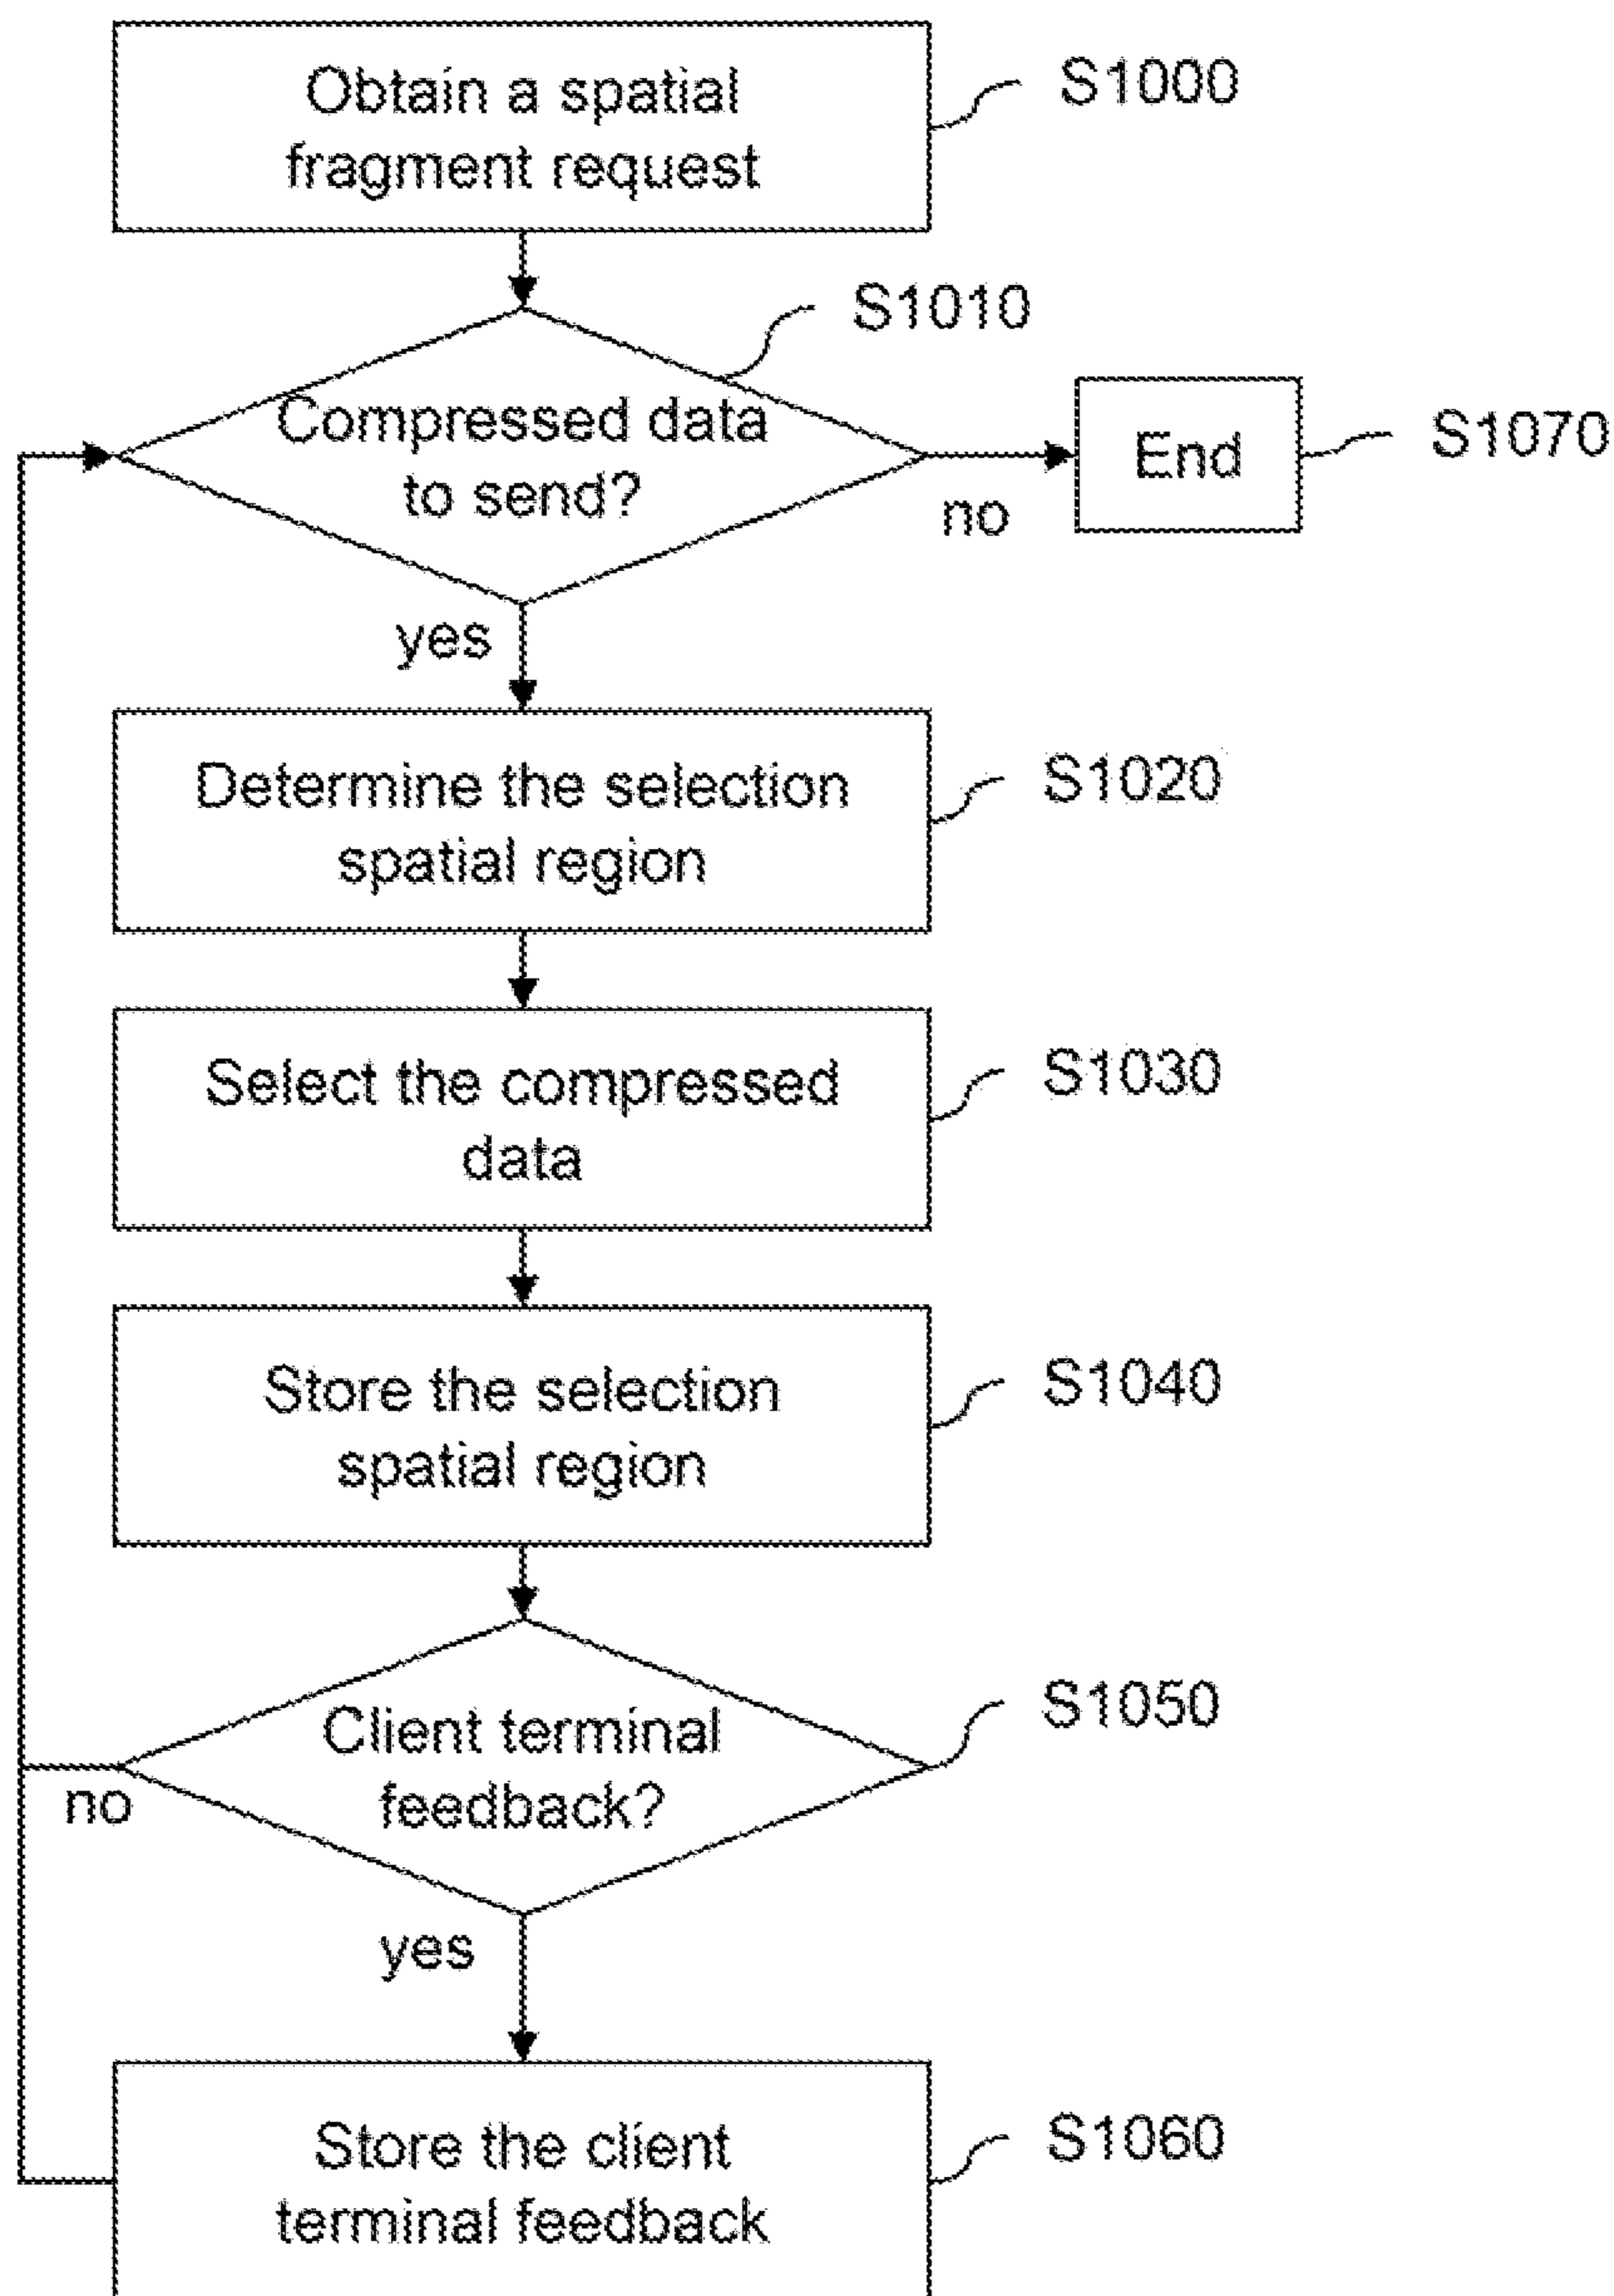 Obtain a spatial
fragment request
S1000
S1010
Compressed data
to send?
no
End
S1070
yes
Determine the selection
spatial region
S1020
Select the compressed
data
S1030
Store the selection
spatial region
S1040
Client terminal
feedback?
S1050
no
yes
Store the client
terminal feedback
S1060